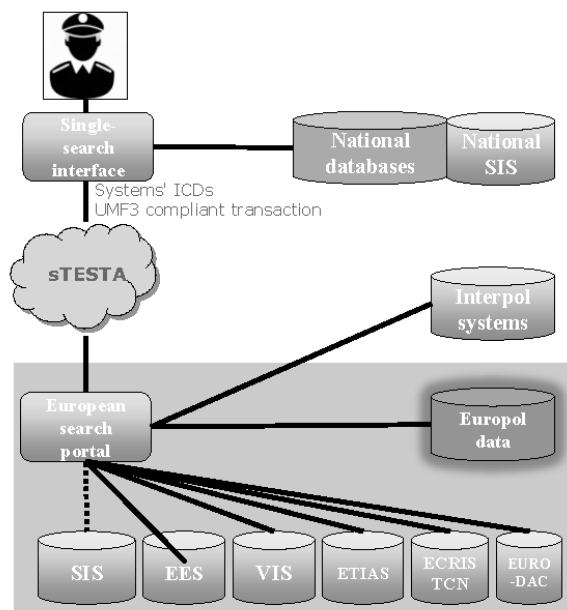 Single-
search
interface
National
databases
National
SIS
Systems' ICDs
UMF3 compliant transaction
sTESTA
Interpol
systems
European
search
portal
Europol
data
SIS
EES
VIS
ETIAS
ECRIS
TCN
EURO
-DAC